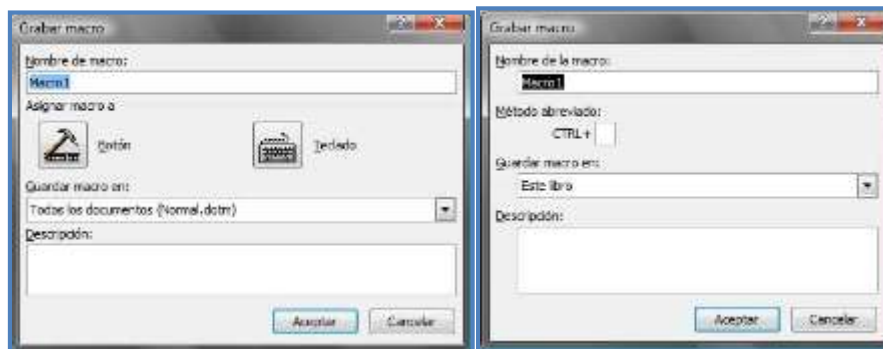 Grabar macro
Nombre de macro:
Macro1
Asignar macro a
Botón
Teclado
Guardar macro en:
Todos los documentos (Normal.dotm)
Descripción:
Aceptar
Cancelar
Grabar macro
Nombre de la macro:
Macro1
Método abreviado:
CTRL+
Guardar macro en:
Este libro
Descripción:
Aceptar
Cancelar